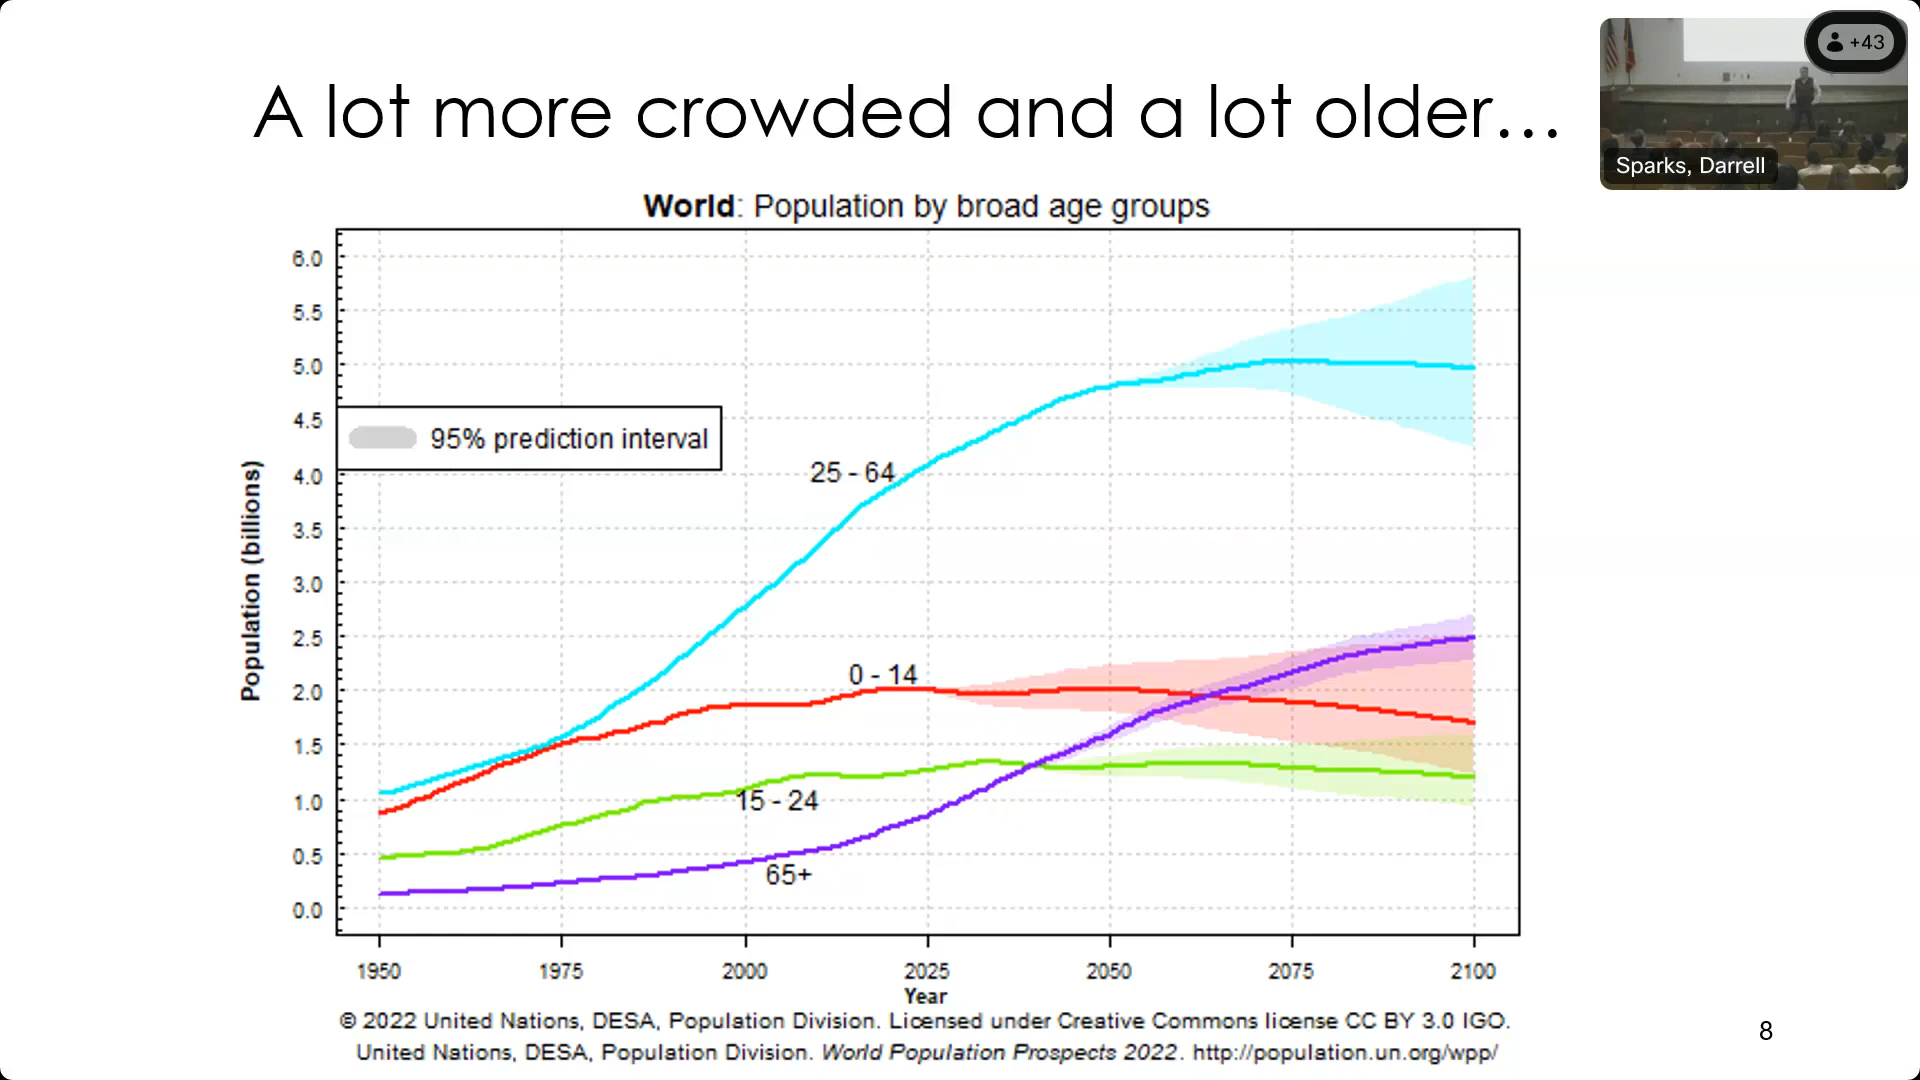 A lot more crowded and a lot older...
+43
Sparks, Darrell
World: Population by broad age groups
6.0
5.5
5.0
4.5
4.0
3.5
3.0
2.5
2.0
1.5
1.0
0.5
0.0
Population (billions)
95% prediction interval
25 - 64
0 - 14
15 - 24
65+
1950 1975 2000 2025 2050 2075 2100
Year
© 2022 United Nations, DESA, Population Division. Licensed under Creative Commons license CC BY 3.0 IGO.
United Nations, DESA, Population Division. World Population Prospects 2022. http://population.un.org/wpp/
8